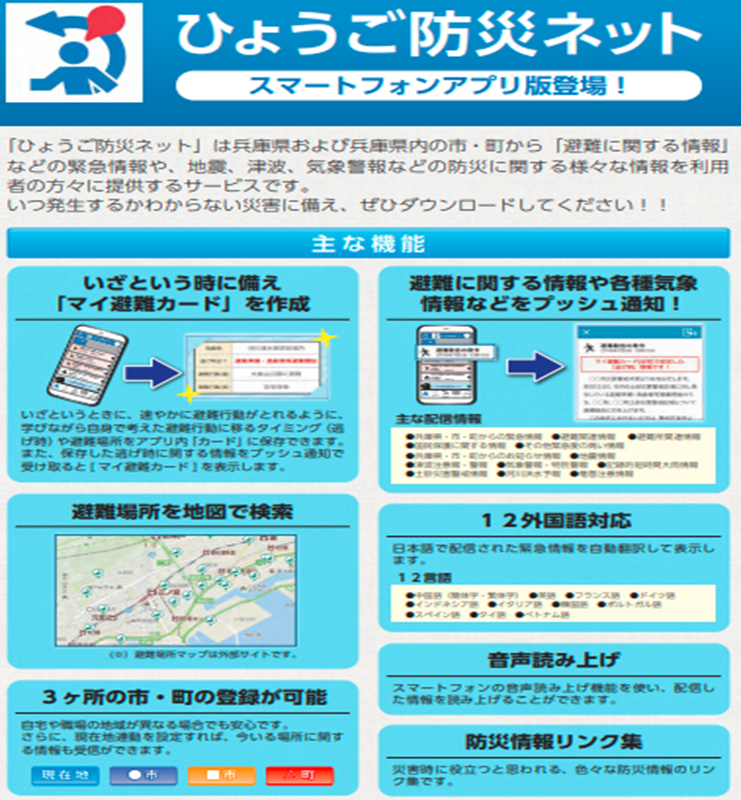 ひょうご防災ネット
スマートフォンアプリ版登場！
「ひょうご防災ネット」は兵庫県および兵庫県内の市・町から「避難に関する情報」
などの緊急情報や、地震、津波、気象警報などの防災に関する様々な情報を利用
者の方々に提供するサービスです。
いつ発生するかわからない災害に備え、ぜひダウンロードしてください！！
主な機能
いざという時に備え
「マイ避難カード」を作成
いざというときに、速やかに避難行動がとれるように、
学びながら自身で考えた避難行動に移るタイミング（逃
げ時）や避難場所をアプリ内「カード」に保存できます。
また、保存した逃げ時に関する情報をプッシュ通知で
受け取ると[マイ避難カード]を表示します。
避難場所を地図で検索
(※) 避難場所マップは外部サイトです。
３ヶ所の市・町の登録が可能
自宅や職場の地域が異なる場合でも安心です。
さらに、現在地連動を設定すれば、今いる場所に関す
る情報も受信ができます。
現在地
●市
■市
△町
避難に関する情報や各種気象
情報などをプッシュ通知！
主な配信情報
●兵庫県・市・町からの緊急情報 ●避難関連情報 ●避難所関連情報
●国民保護に関する情報 ●その他緊急度の高い情報
●兵庫県・市・町からのお知らせ情報 ●地震情報
●津波注意報・警報 ●気象警報・特別警報 ●記録的短時間大雨情報
●土砂災害警戒情報 ●河川洪水予報 ●竜巻注意情報
１２外国語対応
日本語で配信された緊急情報を自動翻訳して表示し
ます。
１２言語
●中国語（簡体字・繁体字） ●英語 ●フランス語 ●ドイツ語
●インドネシア語 ●イタリア語 ●韓国語 ●ポルトガル語
●スペイン語 ●タイ語 ●ベトナム語
音声読み上げ
スマートフォンの音声読み上げ機能を使い、配信し
た情報を読み上げることができます。
防災情報リンク集
災害時に役立つと思われる、色々な防災情報のリン
ク集です。